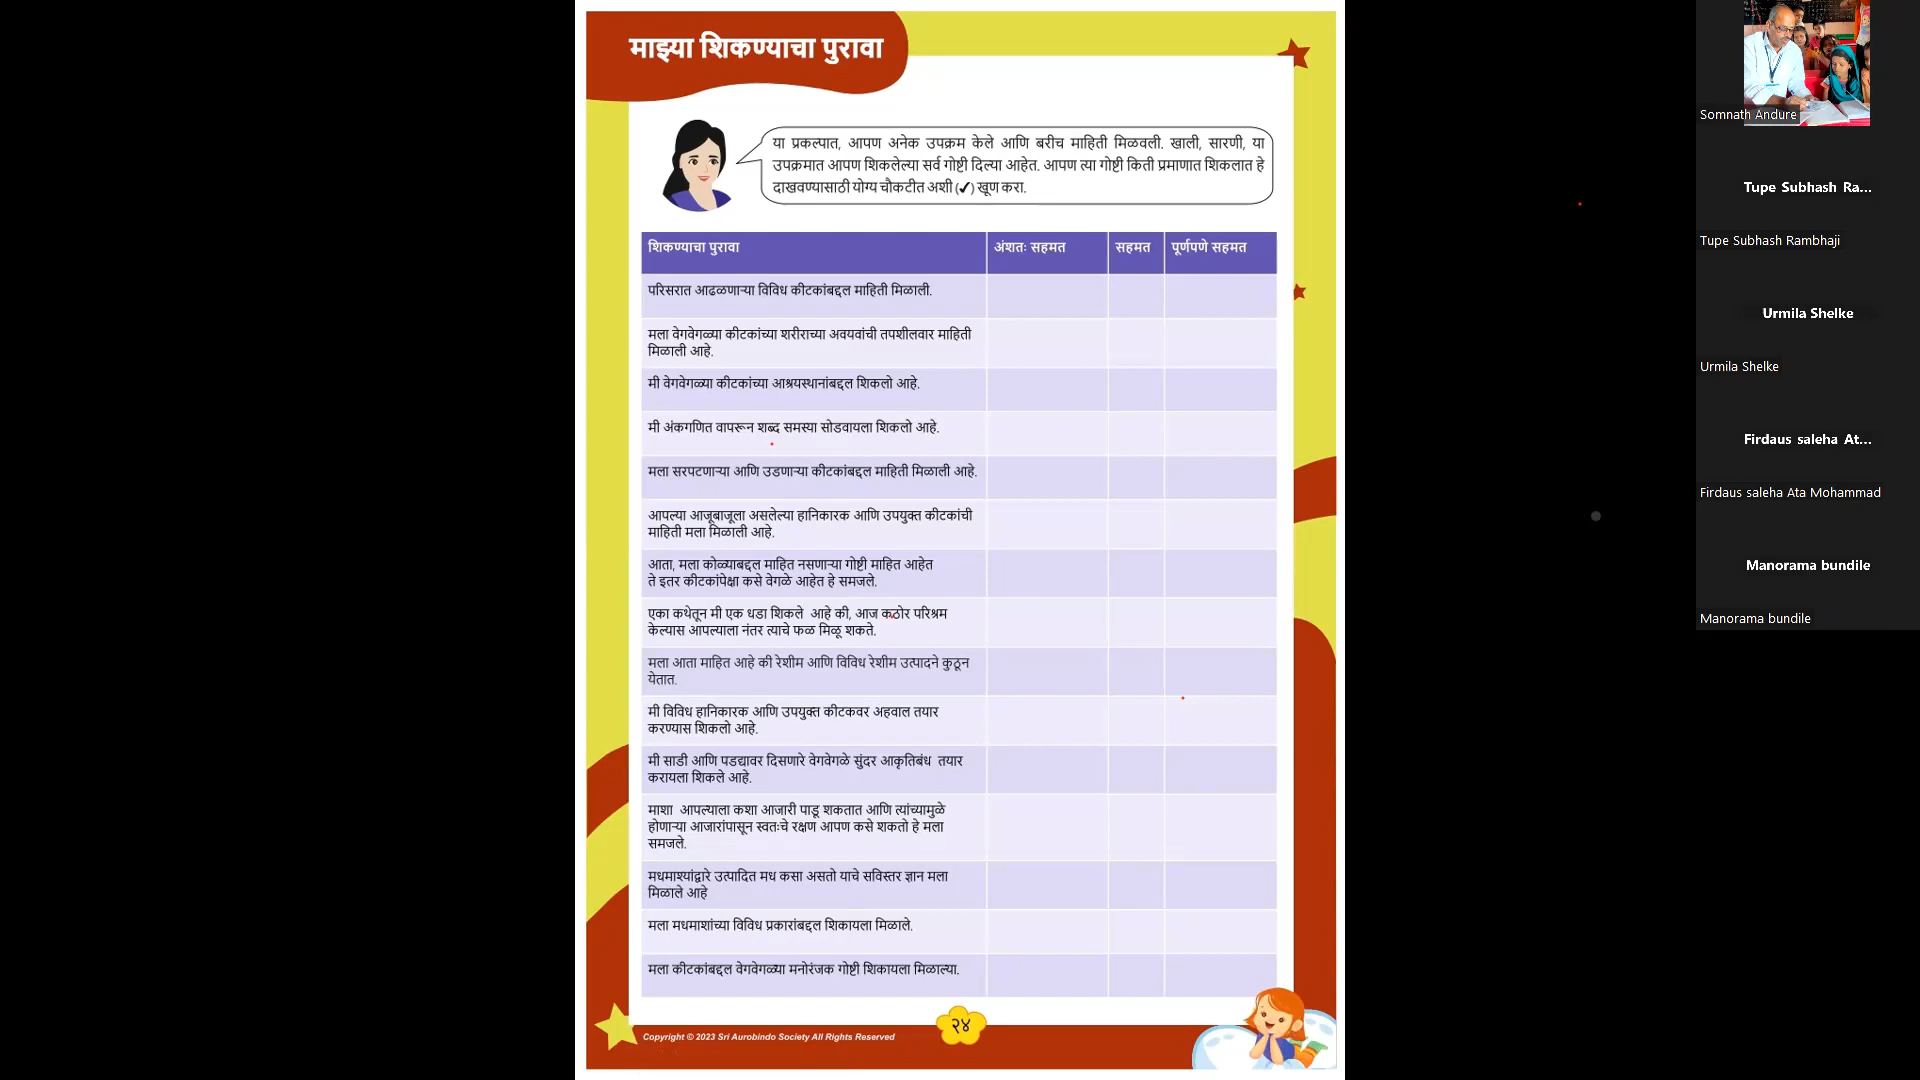 माझ्या शिकण्याचा पुरावा
या प्रकल्पात, आपण अनेक उपक्रम केले आणि बरीच माहिती मिळवली. खाली, सारणी, या
उपक्रमात आपण शिकलेल्या सर्व गोष्टी दिल्या आहेत. आपण त्या गोष्टी किती प्रमाणात शिकलात हे
दाखवण्यासाठी योग्य चौकटीत अशी (✓) खूण करा.
शिकण्याचा पुरावा अंशतः सहमत सहमत पूर्णपणे सहमत
परिसरात आढळणाऱ्या विविध कीटकांबद्दल माहिती मिळाली.
मला वेगवेगळ्या कीटकांच्या शरीराच्या अवयवांची तपशीलवार माहिती
मिळाली आहे.
मी वेगवेगळ्या कीटकांच्या आश्रयस्थानांबद्दल शिकलो आहे.
मी अंकगणित वापरून शब्द समस्या सोडवायला शिकलो आहे.
मला सरपटणाऱ्या आणि उडणाऱ्या कीटकांबद्दल माहिती मिळाली आहे.
आपल्या आजूबाजूला असलेल्या हानिकारक आणि उपयुक्त कीटकांची
माहिती मला मिळाली आहे.
आता, मला कोळ्याबद्दल माहित नसणाऱ्या गोष्टी माहित आहेत
ते इतर कीटकांपेक्षा कसे वेगळे आहेत हे समजले.
एका कथेतून मी एक धडा शिकले आहे की, आज कठोर परिश्रम
केल्यास आपल्याला नंतर त्याचे फळ मिळू शकते.
मला आता माहित आहे की रेशीम आणि विविध रेशीम उत्पादने कुठून
येतात.
मी विविध हानिकारक आणि उपयुक्त कीटकवर अहवाल तयार
करण्यास शिकलो आहे.
मी साडी आणि पडद्यावर दिसणारे वेगवेगळे सुंदर आकृतिबंध तयार
करायला शिकले आहे.
माशा आपल्याला कशा आजारी पाडू शकतात आणि त्यांच्यामुळे
होणाऱ्या आजारांपासून स्वतःचे रक्षण आपण कसे शकतो हे मला
समजले.
मधमाश्यांद्वारे उत्पादित मध कसा असतो याचे सविस्तर ज्ञान मला
मिळाले आहे
मला मधमाशांच्या विविध प्रकारांबद्दल शिकायला मिळाले.
मला कीटकांबद्दल वेगवेगळ्या मनोरंजक गोष्टी शिकायला मिळाल्या.
२४
Copyright © 2023 Sri Aurobindo Society All Rights Reserved
Somnath Andure
Tupe Subhash Ra...
Tupe Subhash Rambhaji
Urmila Shelke
Urmila Shelke
Firdaus saleha At...
Firdaus saleha Ata Mohammad
Manorama bundile
Manorama bundile